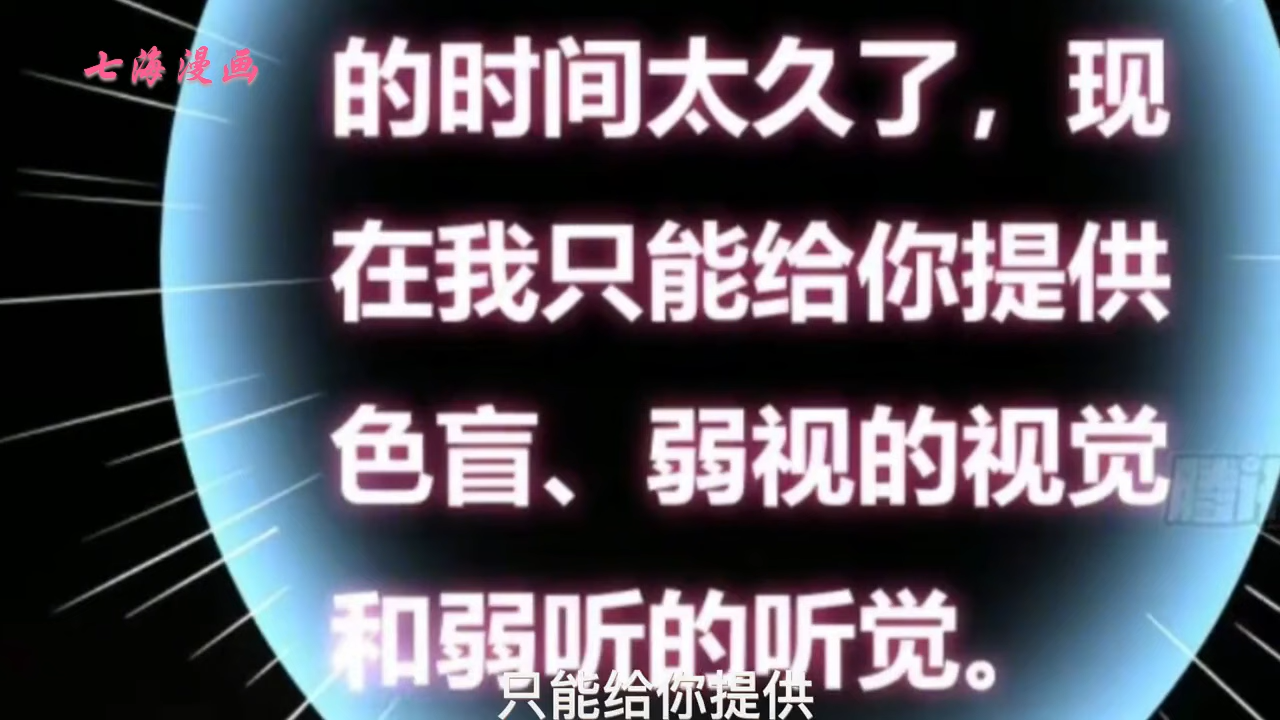 七海漫画
的时间太久了，现
在我只能给你提供
色盲、弱视的视觉
和弱听的听觉。
只能给你提供